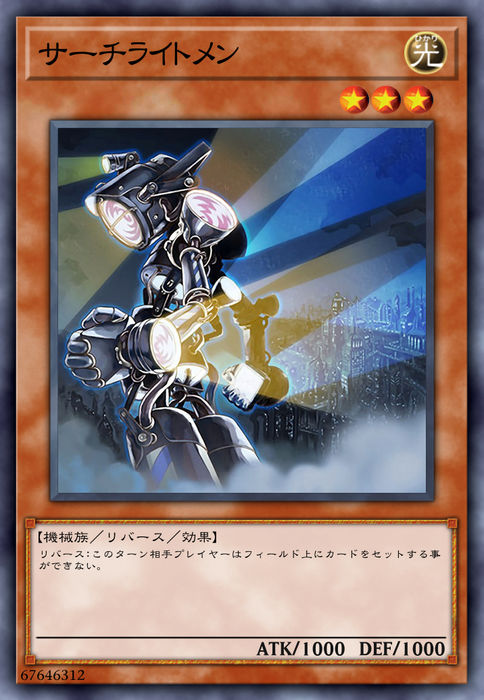 サーチライトメン
ひかり
光
【機械族／リバース／効果】
リバース：このターン相手プレイヤーはフィールド上にカードをセットする事
ができない。
ATK/1000 DEF/1000
67646312